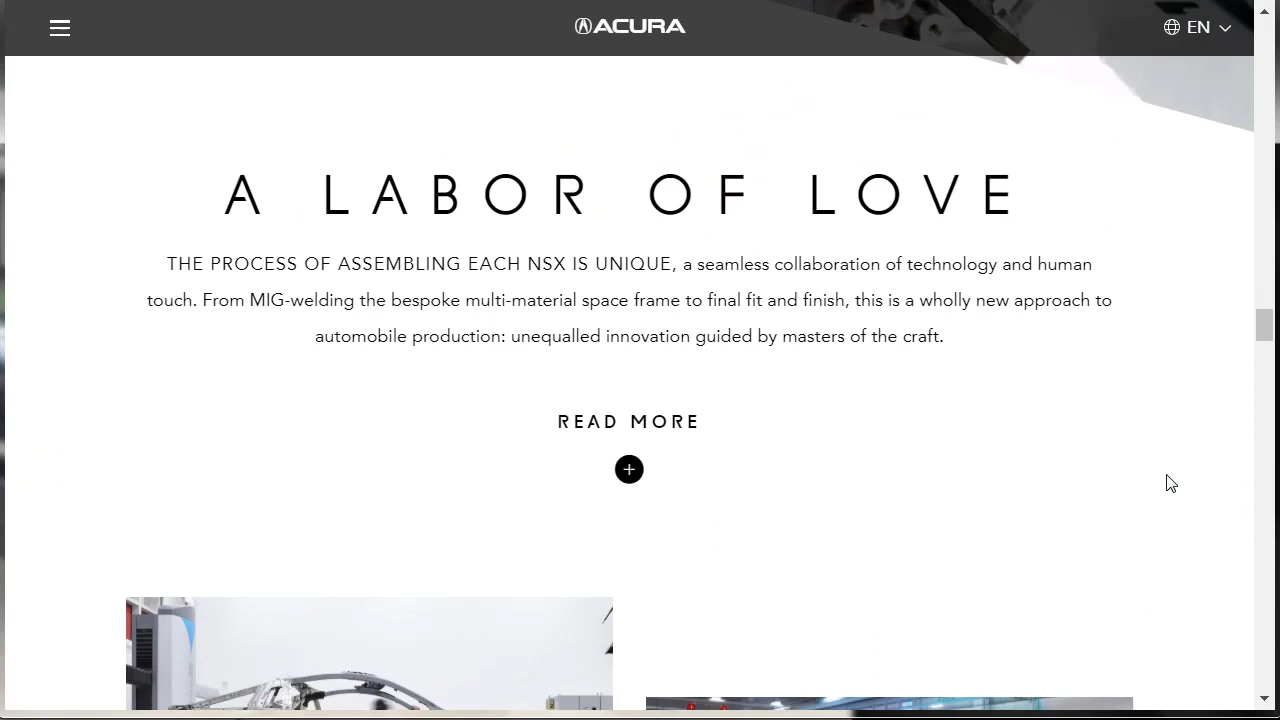 ACURA
EN
A LABOR OF LOVE
THE PROCESS OF ASSEMBLING EACH NSX IS UNIQUE, a seamless collaboration of technology and human
touch. From MIG-welding the bespoke multi-material space frame to final fit and finish, this is a wholly new approach to
automobile production: unequalled innovation guided by masters of the craft.
READ MORE